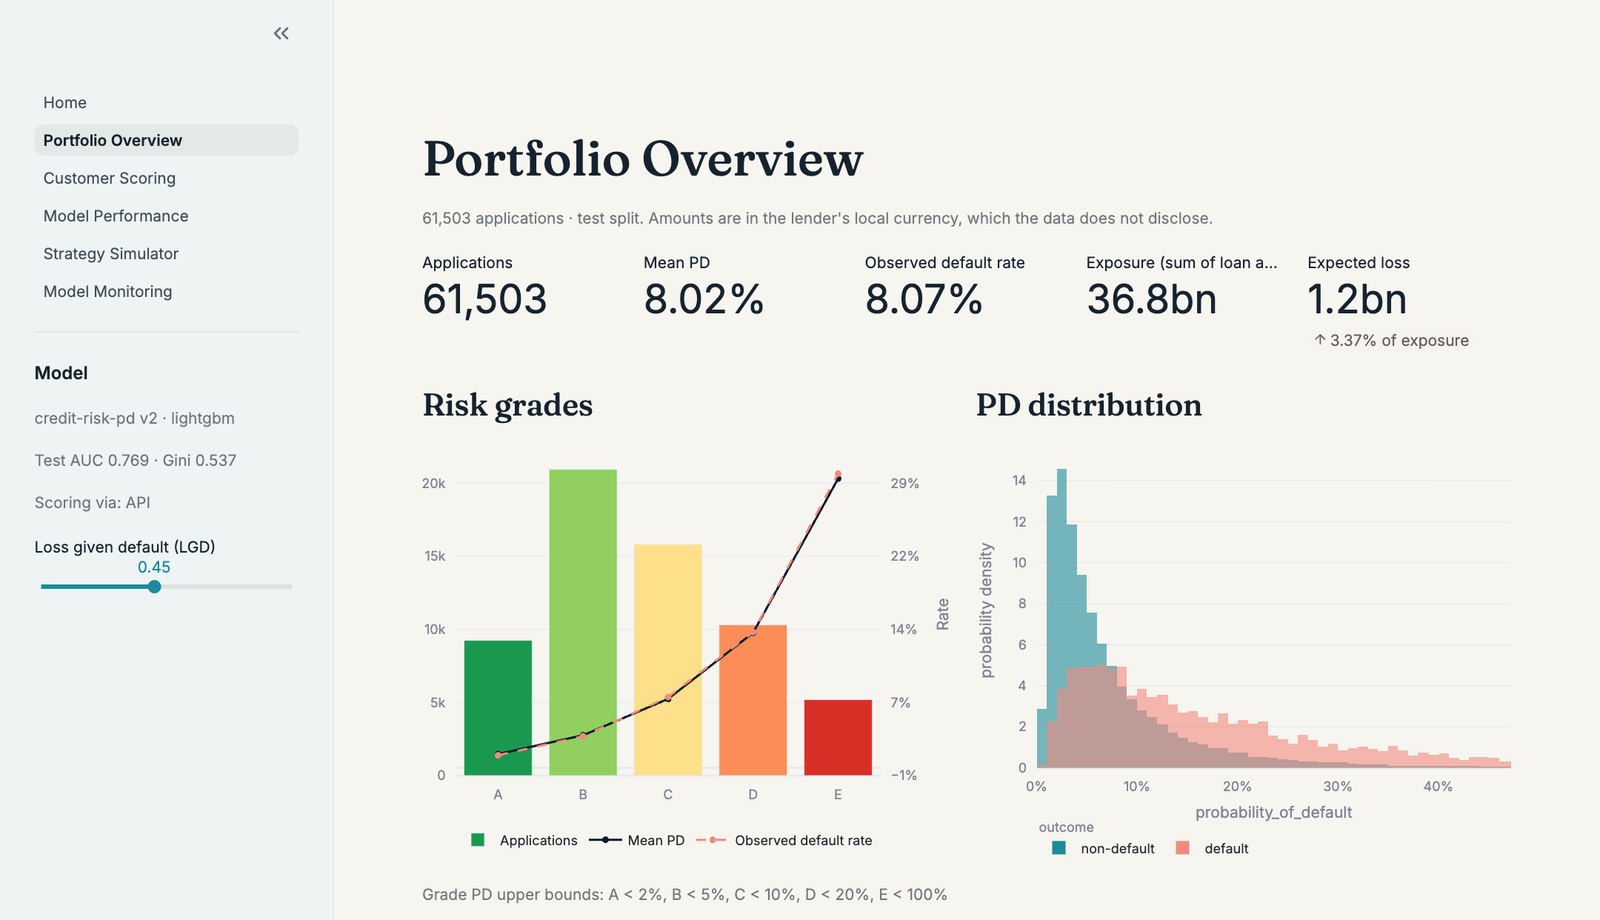 Home
Portfolio Overview
Customer Scoring
Model Performance
Strategy Simulator
Model Monitoring
Model
credit-risk-pd v2 · lightgbm
Test AUC 0.769 · Gini 0.537
Scoring via: API
Loss given default (LGD)
0.45
Portfolio Overview
61,503 applications · test split. Amounts are in the lender's local currency, which the data does not disclose.
Applications
61,503
Mean PD
8.02%
Observed default rate
8.07%
Exposure (sum of loan a...
36.8bn
Expected loss
1.2bn
↑ 3.37% of exposure
Risk grades
20k
15k
10k
5k
0
29%
22%
14%
7%
−1%
Rate
A B C D E
Applications Mean PD Observed default rate
PD distribution
probability density
14
12
10
8
6
4
2
0
0% 10% 20% 30% 40%
probability_of_default
outcome
non-default default
Grade PD upper bounds: A < 2%, B < 5%, C < 10%, D < 20%, E < 100%